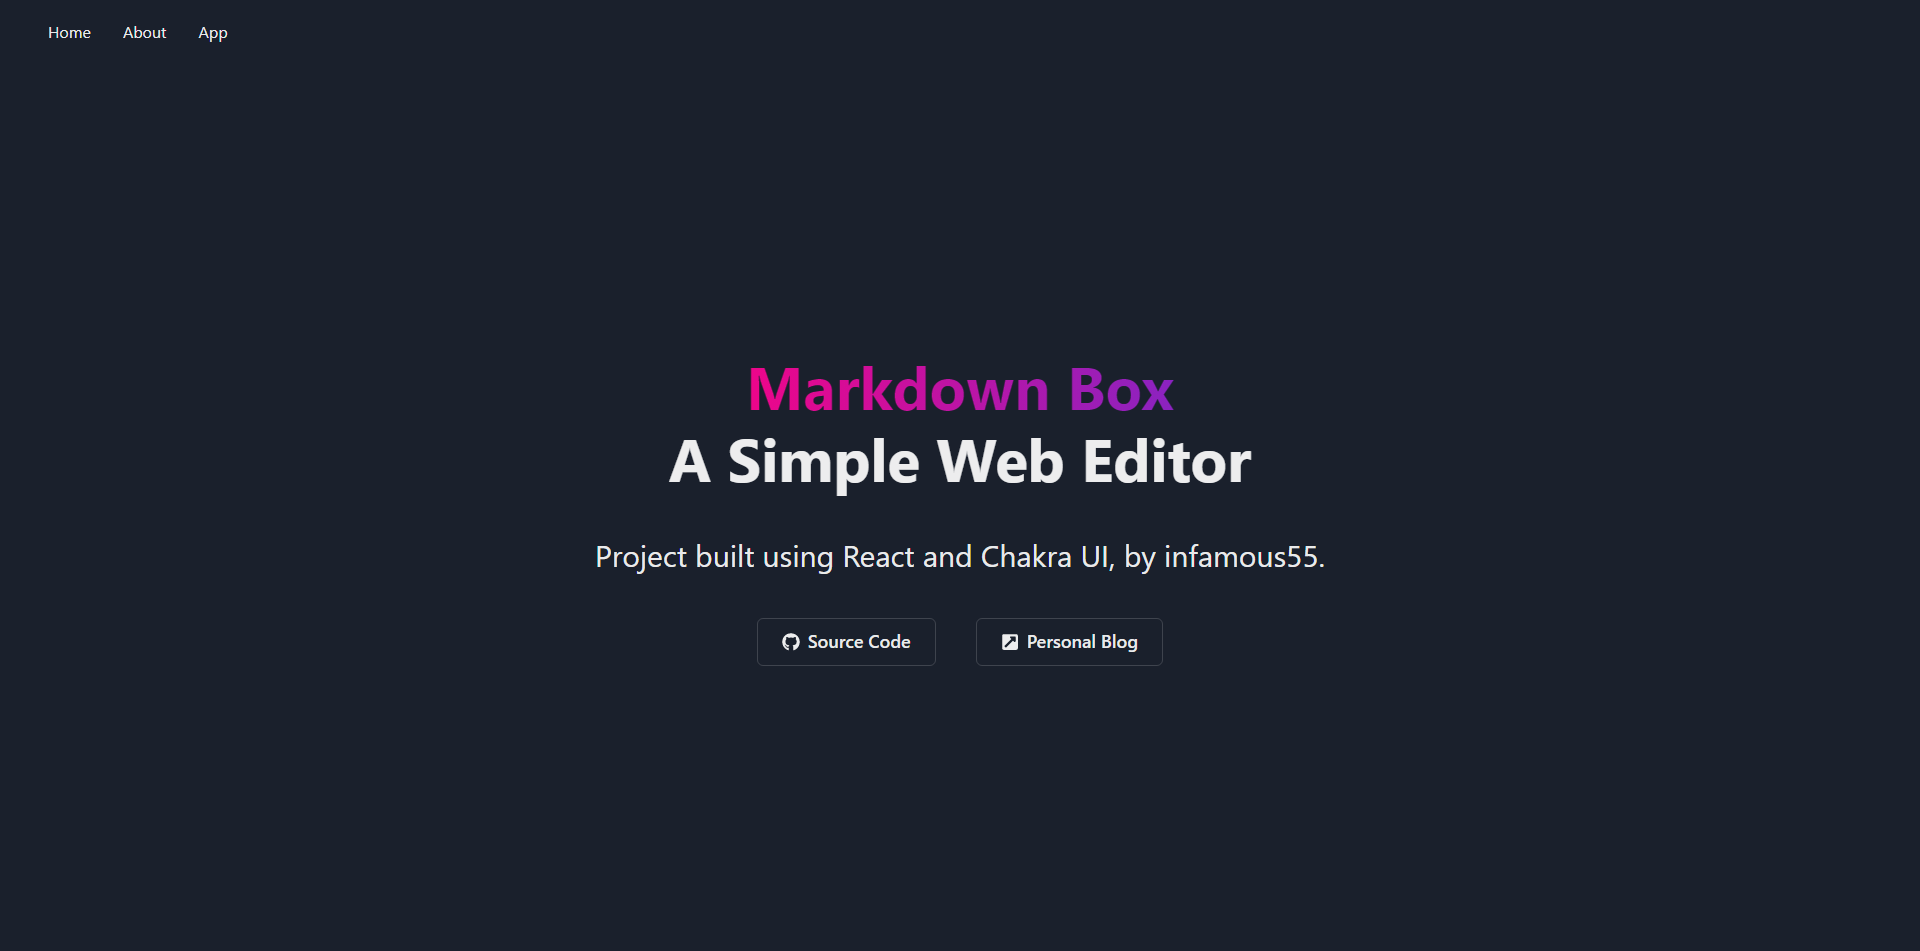 Home About App
Markdown Box
A Simple Web Editor
Project built using React and Chakra UI, by infamous55.
Source Code Personal Blog